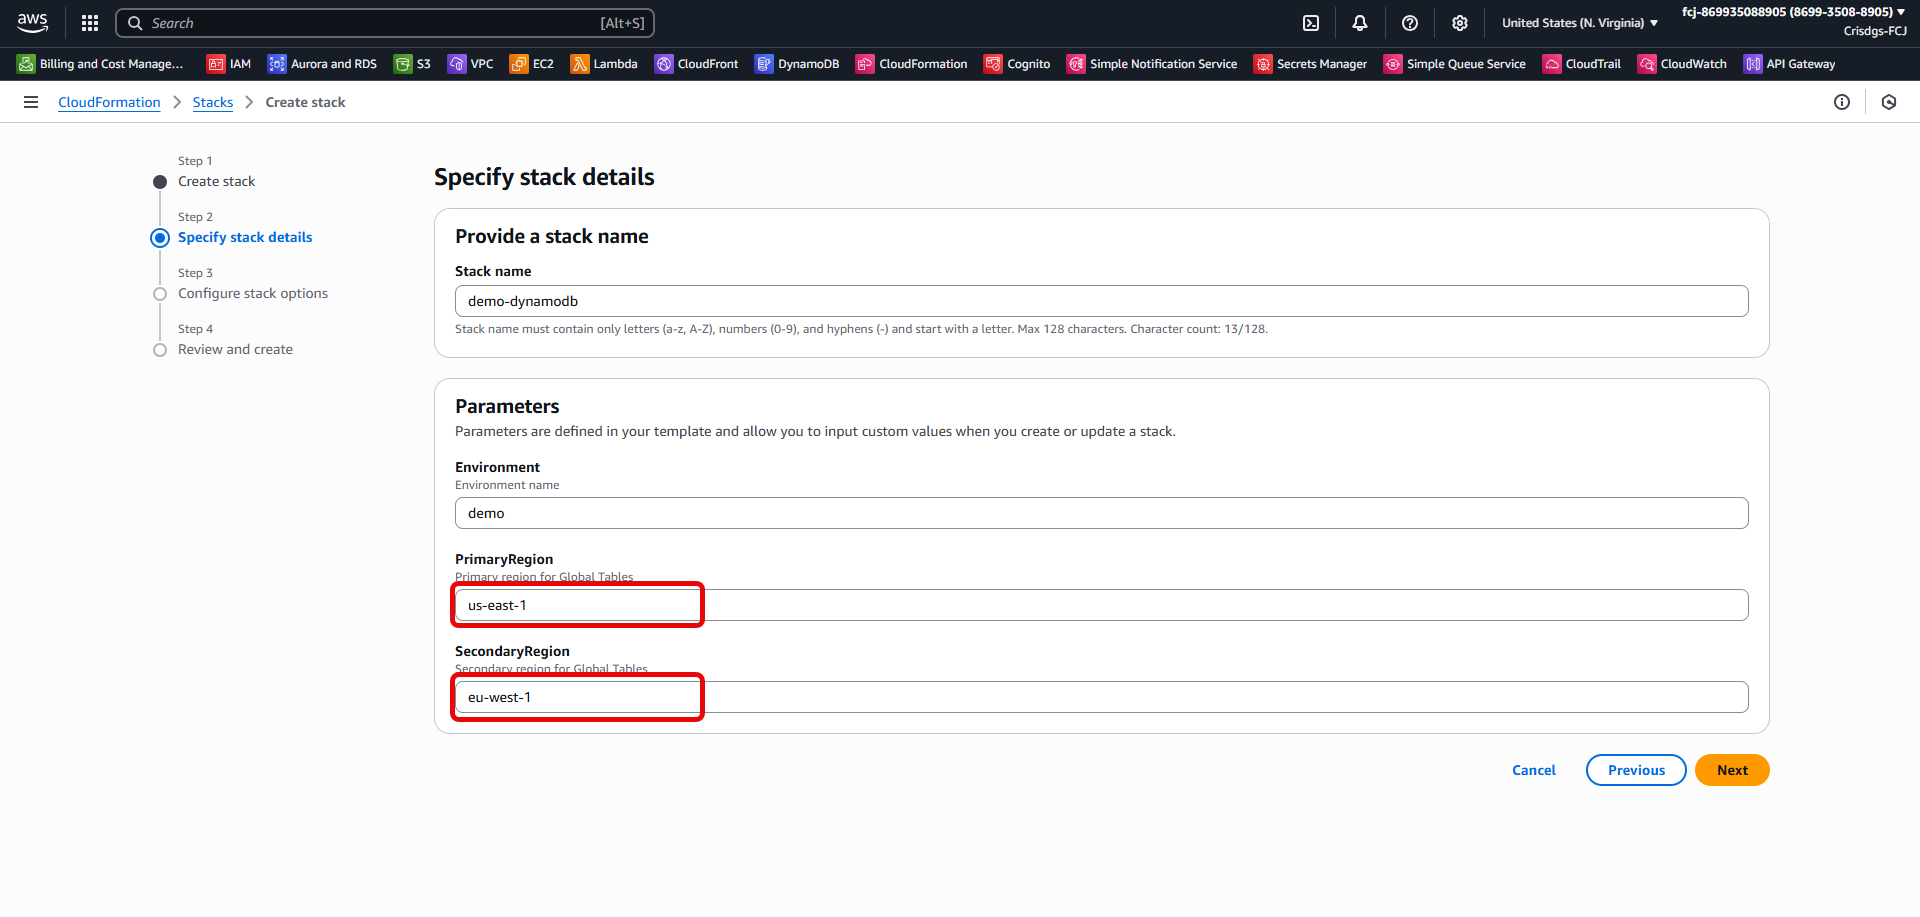 aws Search [Alt+S] United States (N. Virginia) fcj-869935088905 (8699-3508-8905)
Crisdgs-FCJ
Billing and Cost Manage... IAM Aurora and RDS S3 VPC EC2 Lambda CloudFront DynamoDB CloudFormation Cognito Simple Notification Service Secrets Manager Simple Queue Service CloudTrail CloudWatch API Gateway
CloudFormation Stacks Create stack
Step 1
Create stack
Step 2
Specify stack details
Step 3
Configure stack options
Step 4
Review and create
Specify stack details
Provide a stack name
Stack name
demo-dynamodb
Stack name must contain only letters (a-z, A-Z), numbers (0-9), and hyphens (-) and start with a letter. Max 128 characters. Character count: 13/128.
Parameters
Parameters are defined in your template and allow you to input custom values when you create or update a stack.
Environment
Environment name
demo
PrimaryRegion
Primary region for Global Tables
us-east-1
SecondaryRegion
Secondary region for Global Tables
eu-west-1
Cancel Previous Next